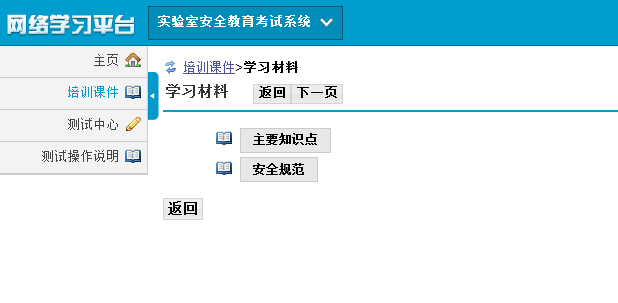 网络学习平台
实验室安全教育考试系统
主页
培训课件
测试中心
测试操作说明
培训课件>学习材料
学习材料 返回 下一页
主要知识点
安全规范
返回